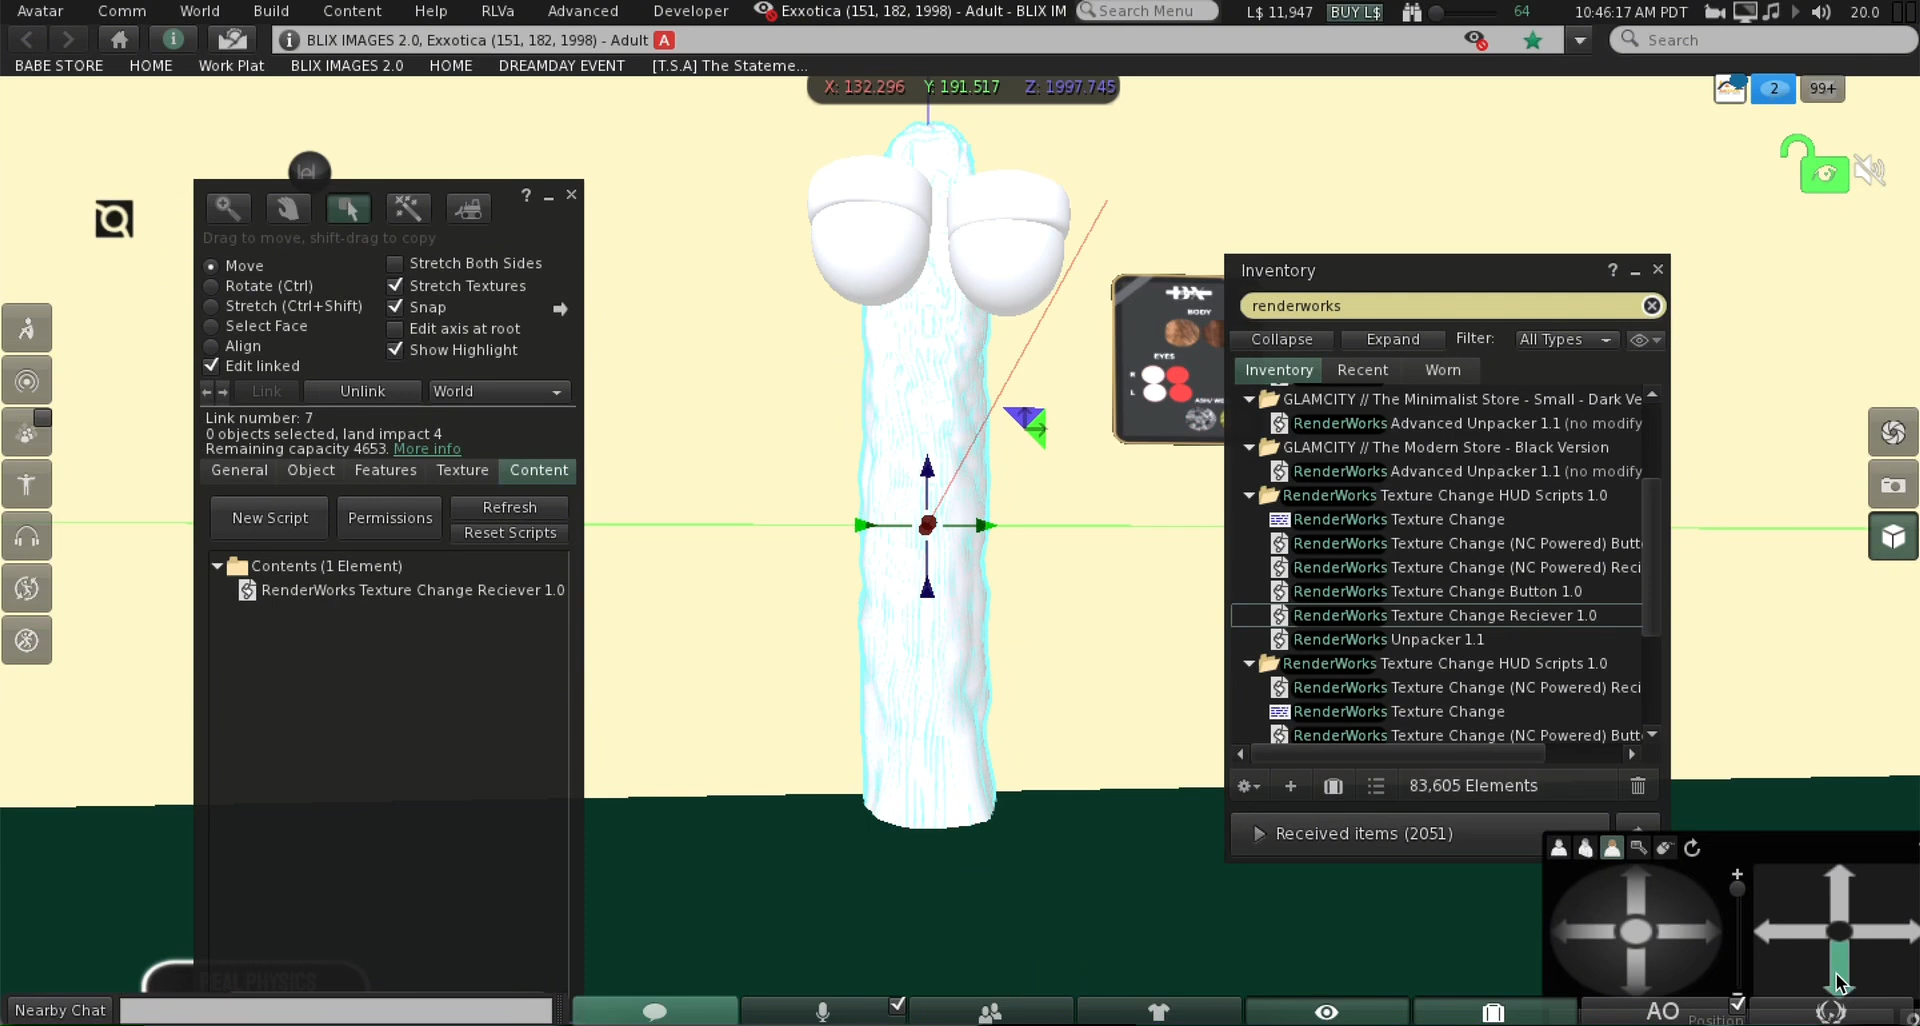 Avatar Comm World Build Content Help RLVa Advanced Developer Exxotica (151, 182, 1998) - Adult - BLIX IM Search Menu L$ 11,947 BUY L$ 64 10:46:17 AM PDT 20.0
BLIX IMAGES 2.0, Exxotica (151, 182, 1998) - Adult A Search
BABE STORE HOME Work Plat BLIX IMAGES 2.0 HOME DREAMDAY EVENT [T.S.A] The Stateme...
X: 132.296 Y: 191.517 Z: 1997.745
2 99+
?
Drag to move, shift-drag to copy
Move
Rotate (Ctrl)
Stretch (Ctrl+Shift)
Select Face
Align
Edit linked
Stretch Both Sides
Stretch Textures
Snap
Edit axis at root
Show Highlight
Link Unlink World
Link number: 7
0 objects selected, land impact 4
Remaining capacity 4653. More info
General Object Features Texture Content
New Script Permissions Refresh
Reset Scripts
Contents (1 Element)
RenderWorks Texture Change Reciever 1.0
BODY
EYES
R
L
Inventory ?
renderworks
Collapse Expand Filter: All Types
Inventory Recent Worn
GLAMCITY // The Minimalist Store - Small - Dark Ve
RenderWorks Advanced Unpacker 1.1 (no modify
GLAMCITY // The Modern Store - Black Version
RenderWorks Advanced Unpacker 1.1 (no modify
RenderWorks Texture Change HUD Scripts 1.0
RenderWorks Texture Change
RenderWorks Texture Change (NC Powered) Butt
RenderWorks Texture Change (NC Powered) Reci
RenderWorks Texture Change Button 1.0
RenderWorks Texture Change Reciever 1.0
RenderWorks Unpacker 1.1
RenderWorks Texture Change HUD Scripts 1.0
RenderWorks Texture Change (NC Powered) Reci
RenderWorks Texture Change
RenderWorks Texture Change (NC Powered) Butt
83,605 Elements
Received items (2051)
REAL PHYSICS
Nearby Chat AO Position